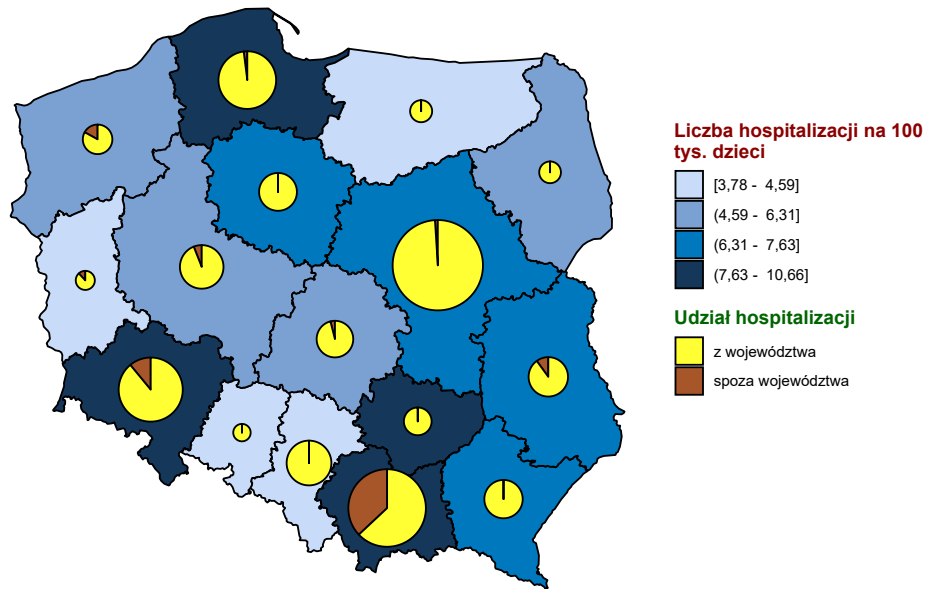 Liczba hospitalizacji na 100
tys. dzieci
[3,78 - 4,59]
(4,59 - 6,31]
(6,31 - 7,63]
(7,63 - 10,66]
Udział hospitalizacji
z województwa
spoza województwa